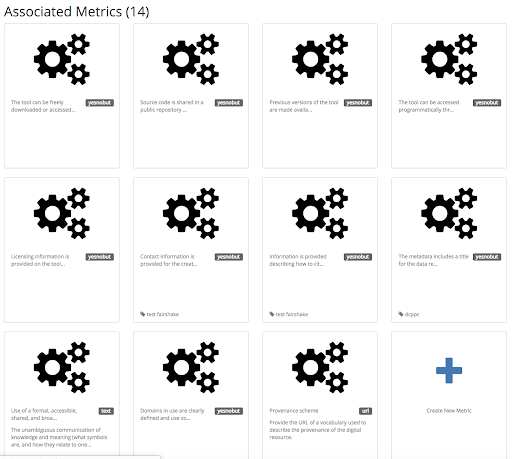 Associated Metrics (14)
The tool can be freely
downloaded or accessed...
yesnobut
Source code is shared in a
public repository ...
yesnobut
Previous versions of the tool
are made availa...
yesnobut
The tool can be accessed
programmatically thr...
yesnobut
Licensing information is
provided on the tool...
yesnobut
Contact information is
provided for the creat...
yesnobut
test fairshake
Information is provided
describing how to cit...
yesnobut
test fairshake
The metadata includes a title
for the data re...
yesnobut
dcppc
Use of a formal, accessible,
shared, and broa...
text
The unambiguous communication of
knowledge and meaning (what symbols
are, and how they relate to one...
Domains in use are clearly
defined and use co...
yesnobut
Provenance scheme
url
Provide the URL of a vocabulary used to
describe the provenance of the digital
resource.
Create New Metric